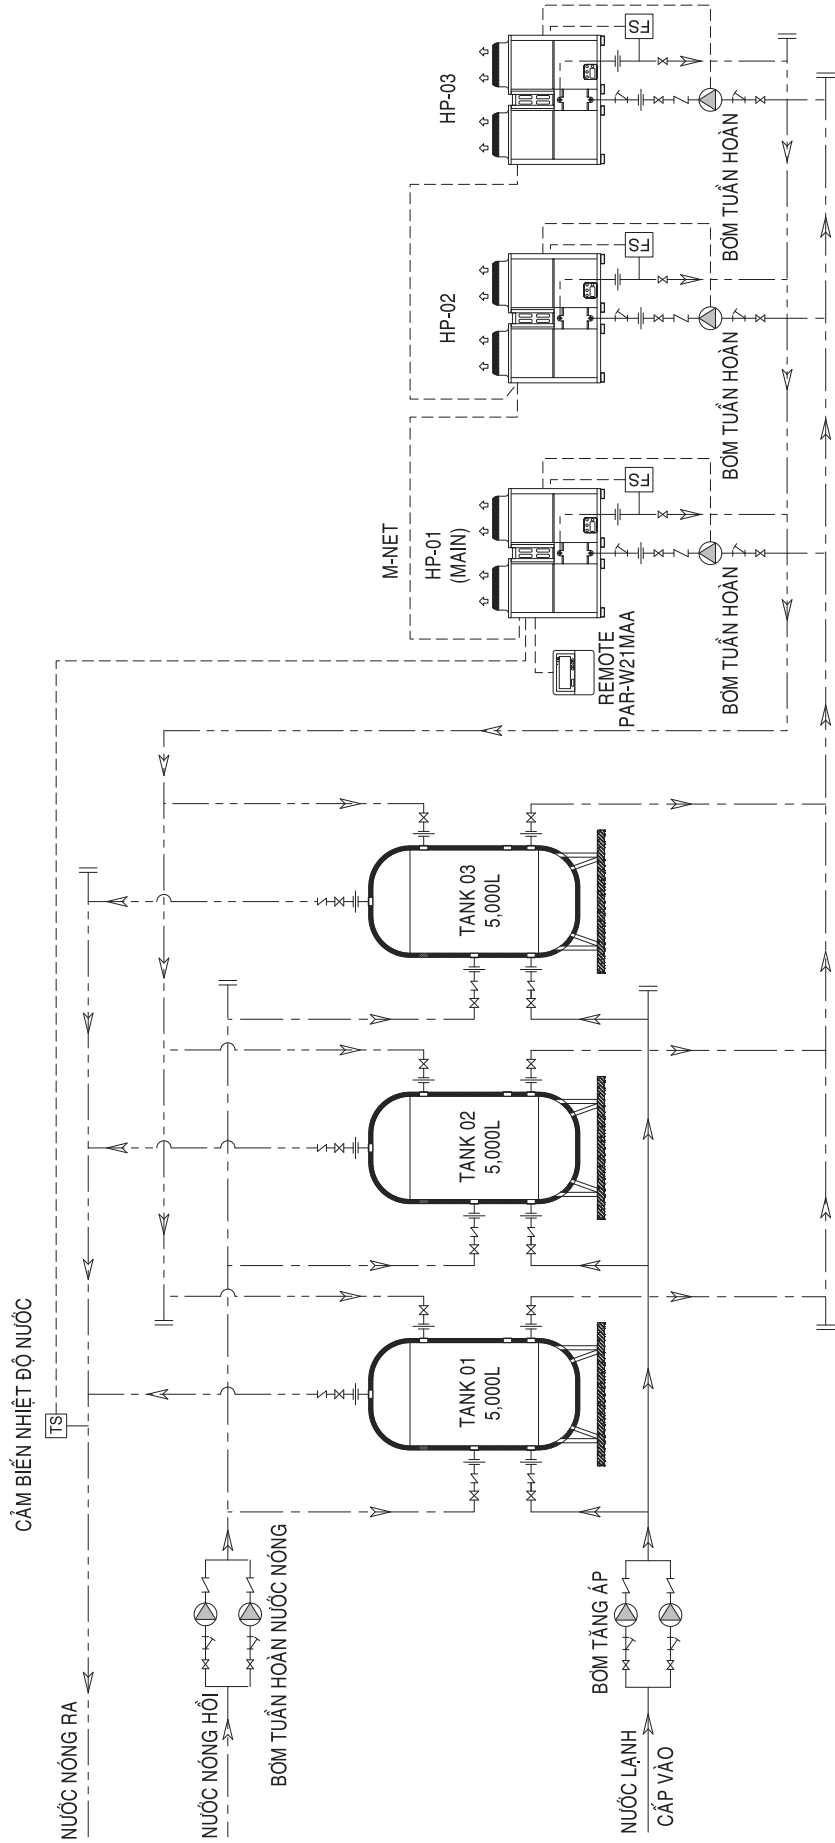 CẢM BIẾN NHIỆT ĐỘ NƯỚC
TS
NƯỚC NÓNG RA
NƯỚC NÓNG HỒI
BƠM TUẦN HOÀN NƯỚC NÓNG
NƯỚC LẠNH
CẤP VÀO
BƠM TĂNG ÁP
TANK 01
5,000L
TANK 02
5,000L
TANK 03
5,000L
M-NET
HP-01
(MAIN)
REMOTE
PAR-W21MAA
FS
BƠM TUẦN HOÀN
HP-02
FS
BƠM TUẦN HOÀN
HP-03
FS
BƠM TUẦN HOÀN